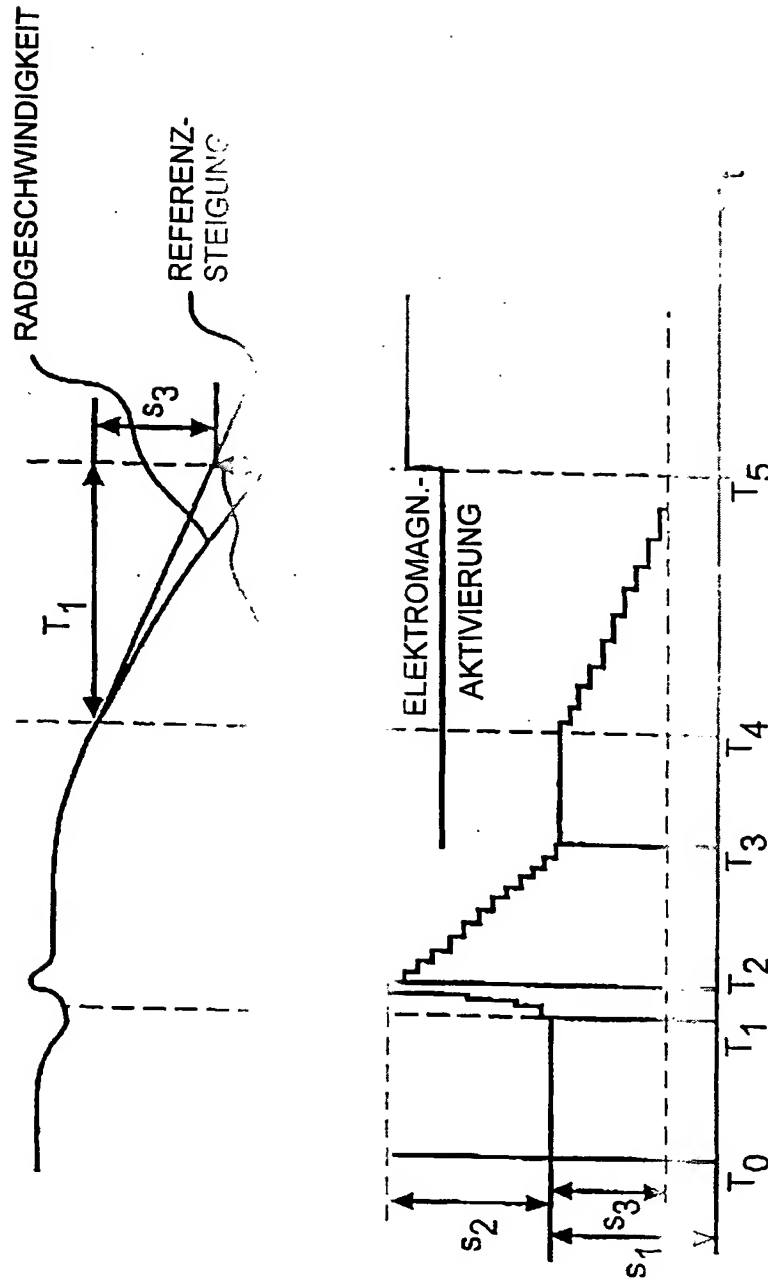 RADGESCHWINDIGKEIT
REFERENZ-
STEIGUNG
T1
s3
ELEKTROMAGN.-
AKTIVIERUNG
s2
s3
s1
T0
T1
T2
T3
T4
T5
t